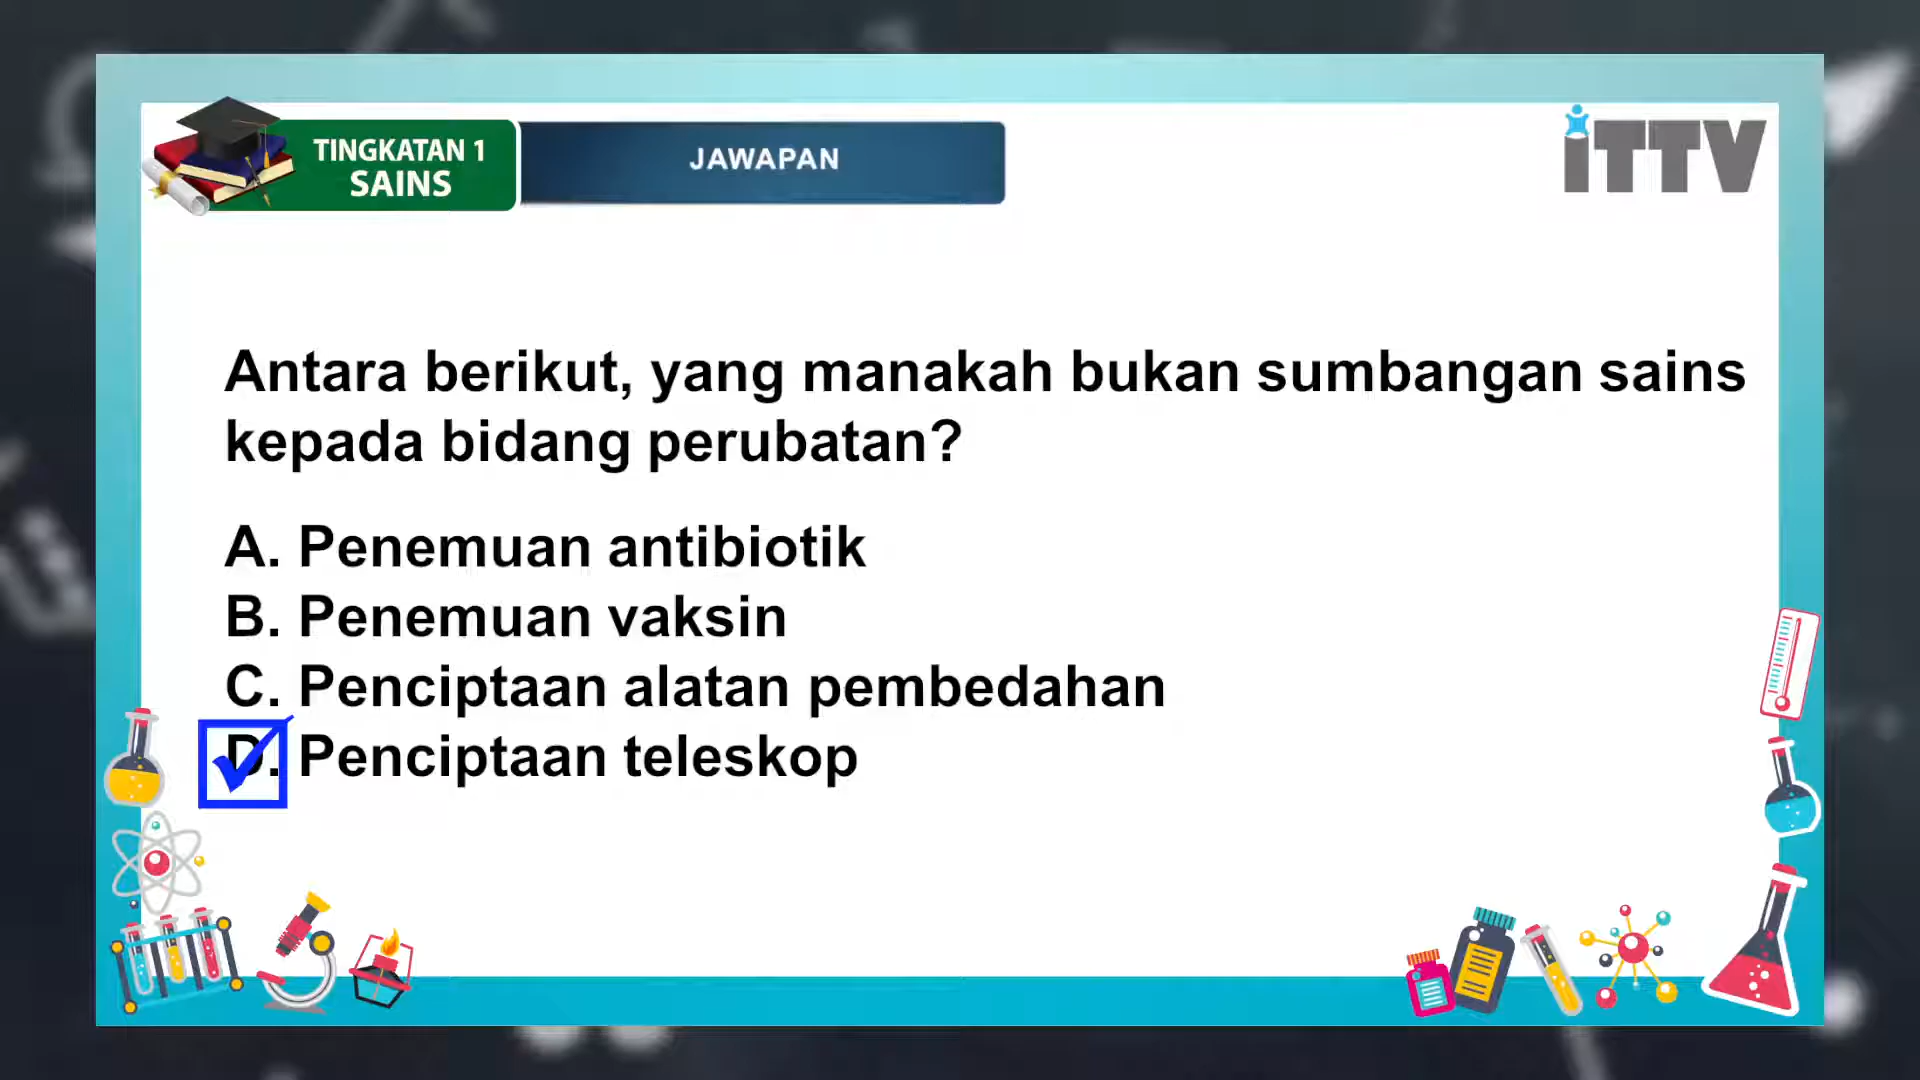 TINGKATAN 1
SAINS
JAWAPAN
iTTV
Antara berikut, yang manakah bukan sumbangan sains
kepada bidang perubatan?
A. Penemuan antibiotik
B. Penemuan vaksin
C. Penciptaan alatan pembedahan
D. Penciptaan teleskop